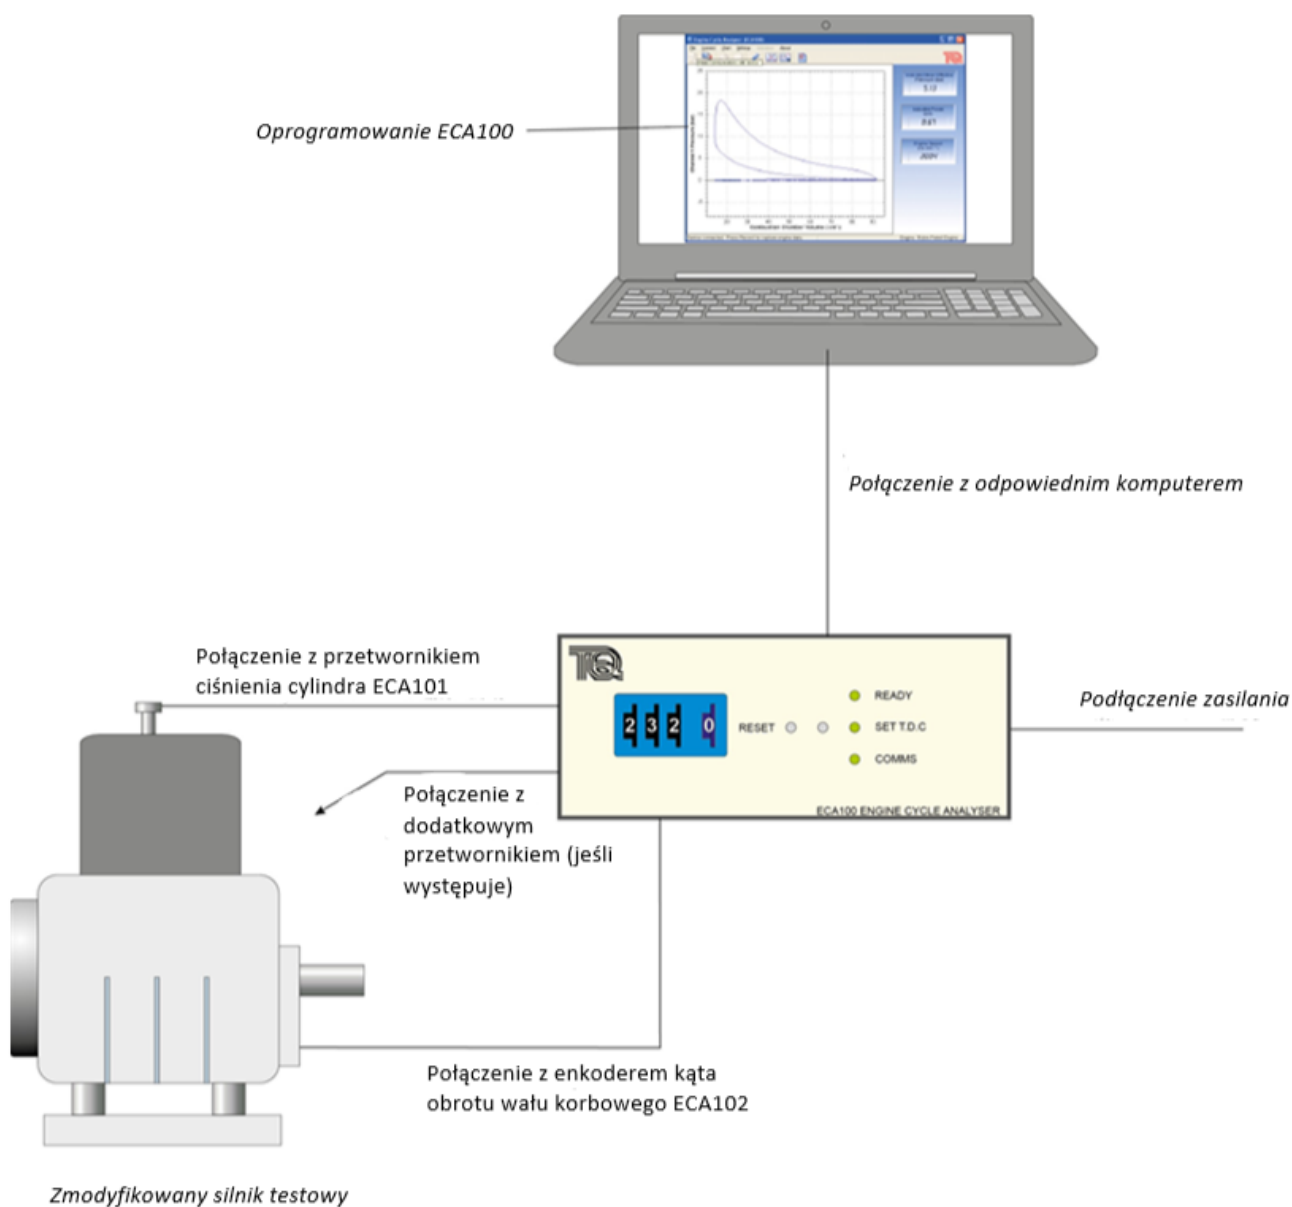 Oprogramowanie ECA100
Połączenie z odpowiednim komputerem
Połączenie z przetwornikiem
ciśnienia cylindra ECA101
TQ
2 3 2 0
RESET
READY
SET T.D.C
COMMS
ECA100 ENGINE CYCLE ANALYSER
Podłączenie zasilania
Połączenie z
dodatkowym
przetwornikiem (jeśli
występuje)
Połączenie z enkoderem kąta
obrotu wału korbowego ECA102
Zmodyfikowany silnik testowy